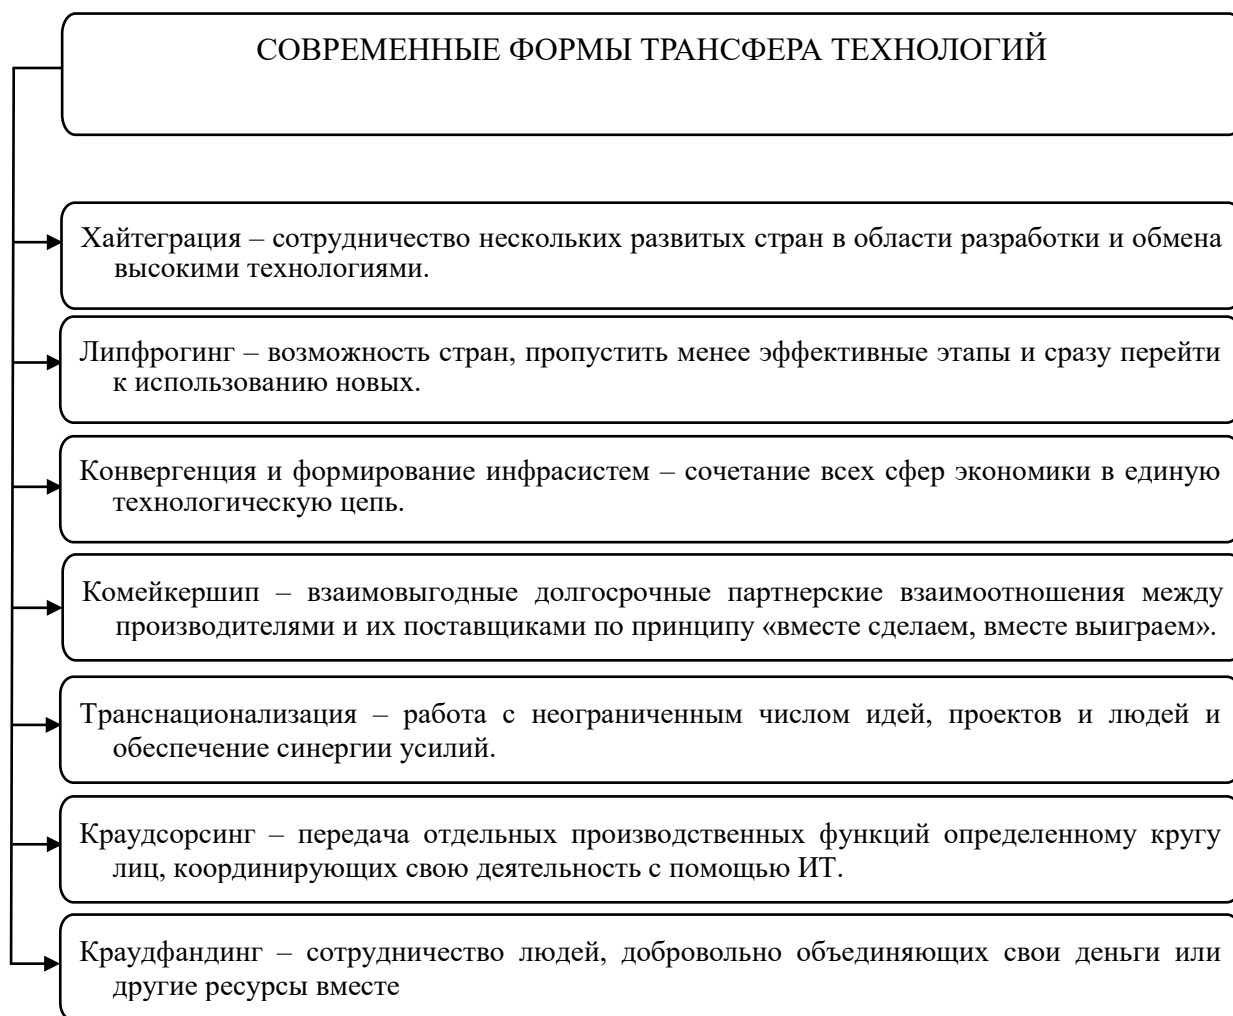 СОВРЕМЕННЫЕ ФОРМЫ ТРАНСФЕРА ТЕХНОЛОГИЙ
Хайтеграция – сотрудничество нескольких развитых стран в области разработки и обмена
высокими технологиями.
Липфрогинг – возможность стран, пропустить менее эффективные этапы и сразу перейти
к использованию новых.
Конвергенция и формирование инфрасистем – сочетание всех сфер экономики в единую
технологическую цепь.
Комейкершип – взаимовыгодные долгосрочные партнерские взаимоотношения между
производителями и их поставщиками по принципу «вместе сделаем, вместе выиграем».
Транснационализация – работа с неограниченным числом идей, проектов и людей и
обеспечение синергии усилий.
Краудсорсинг – передача отдельных производственных функций определенному кругу
лиц, координирующих свою деятельность с помощью ИТ.
Краудфандинг – сотрудничество людей, добровольно объединяющих свои деньги или
другие ресурсы вместе